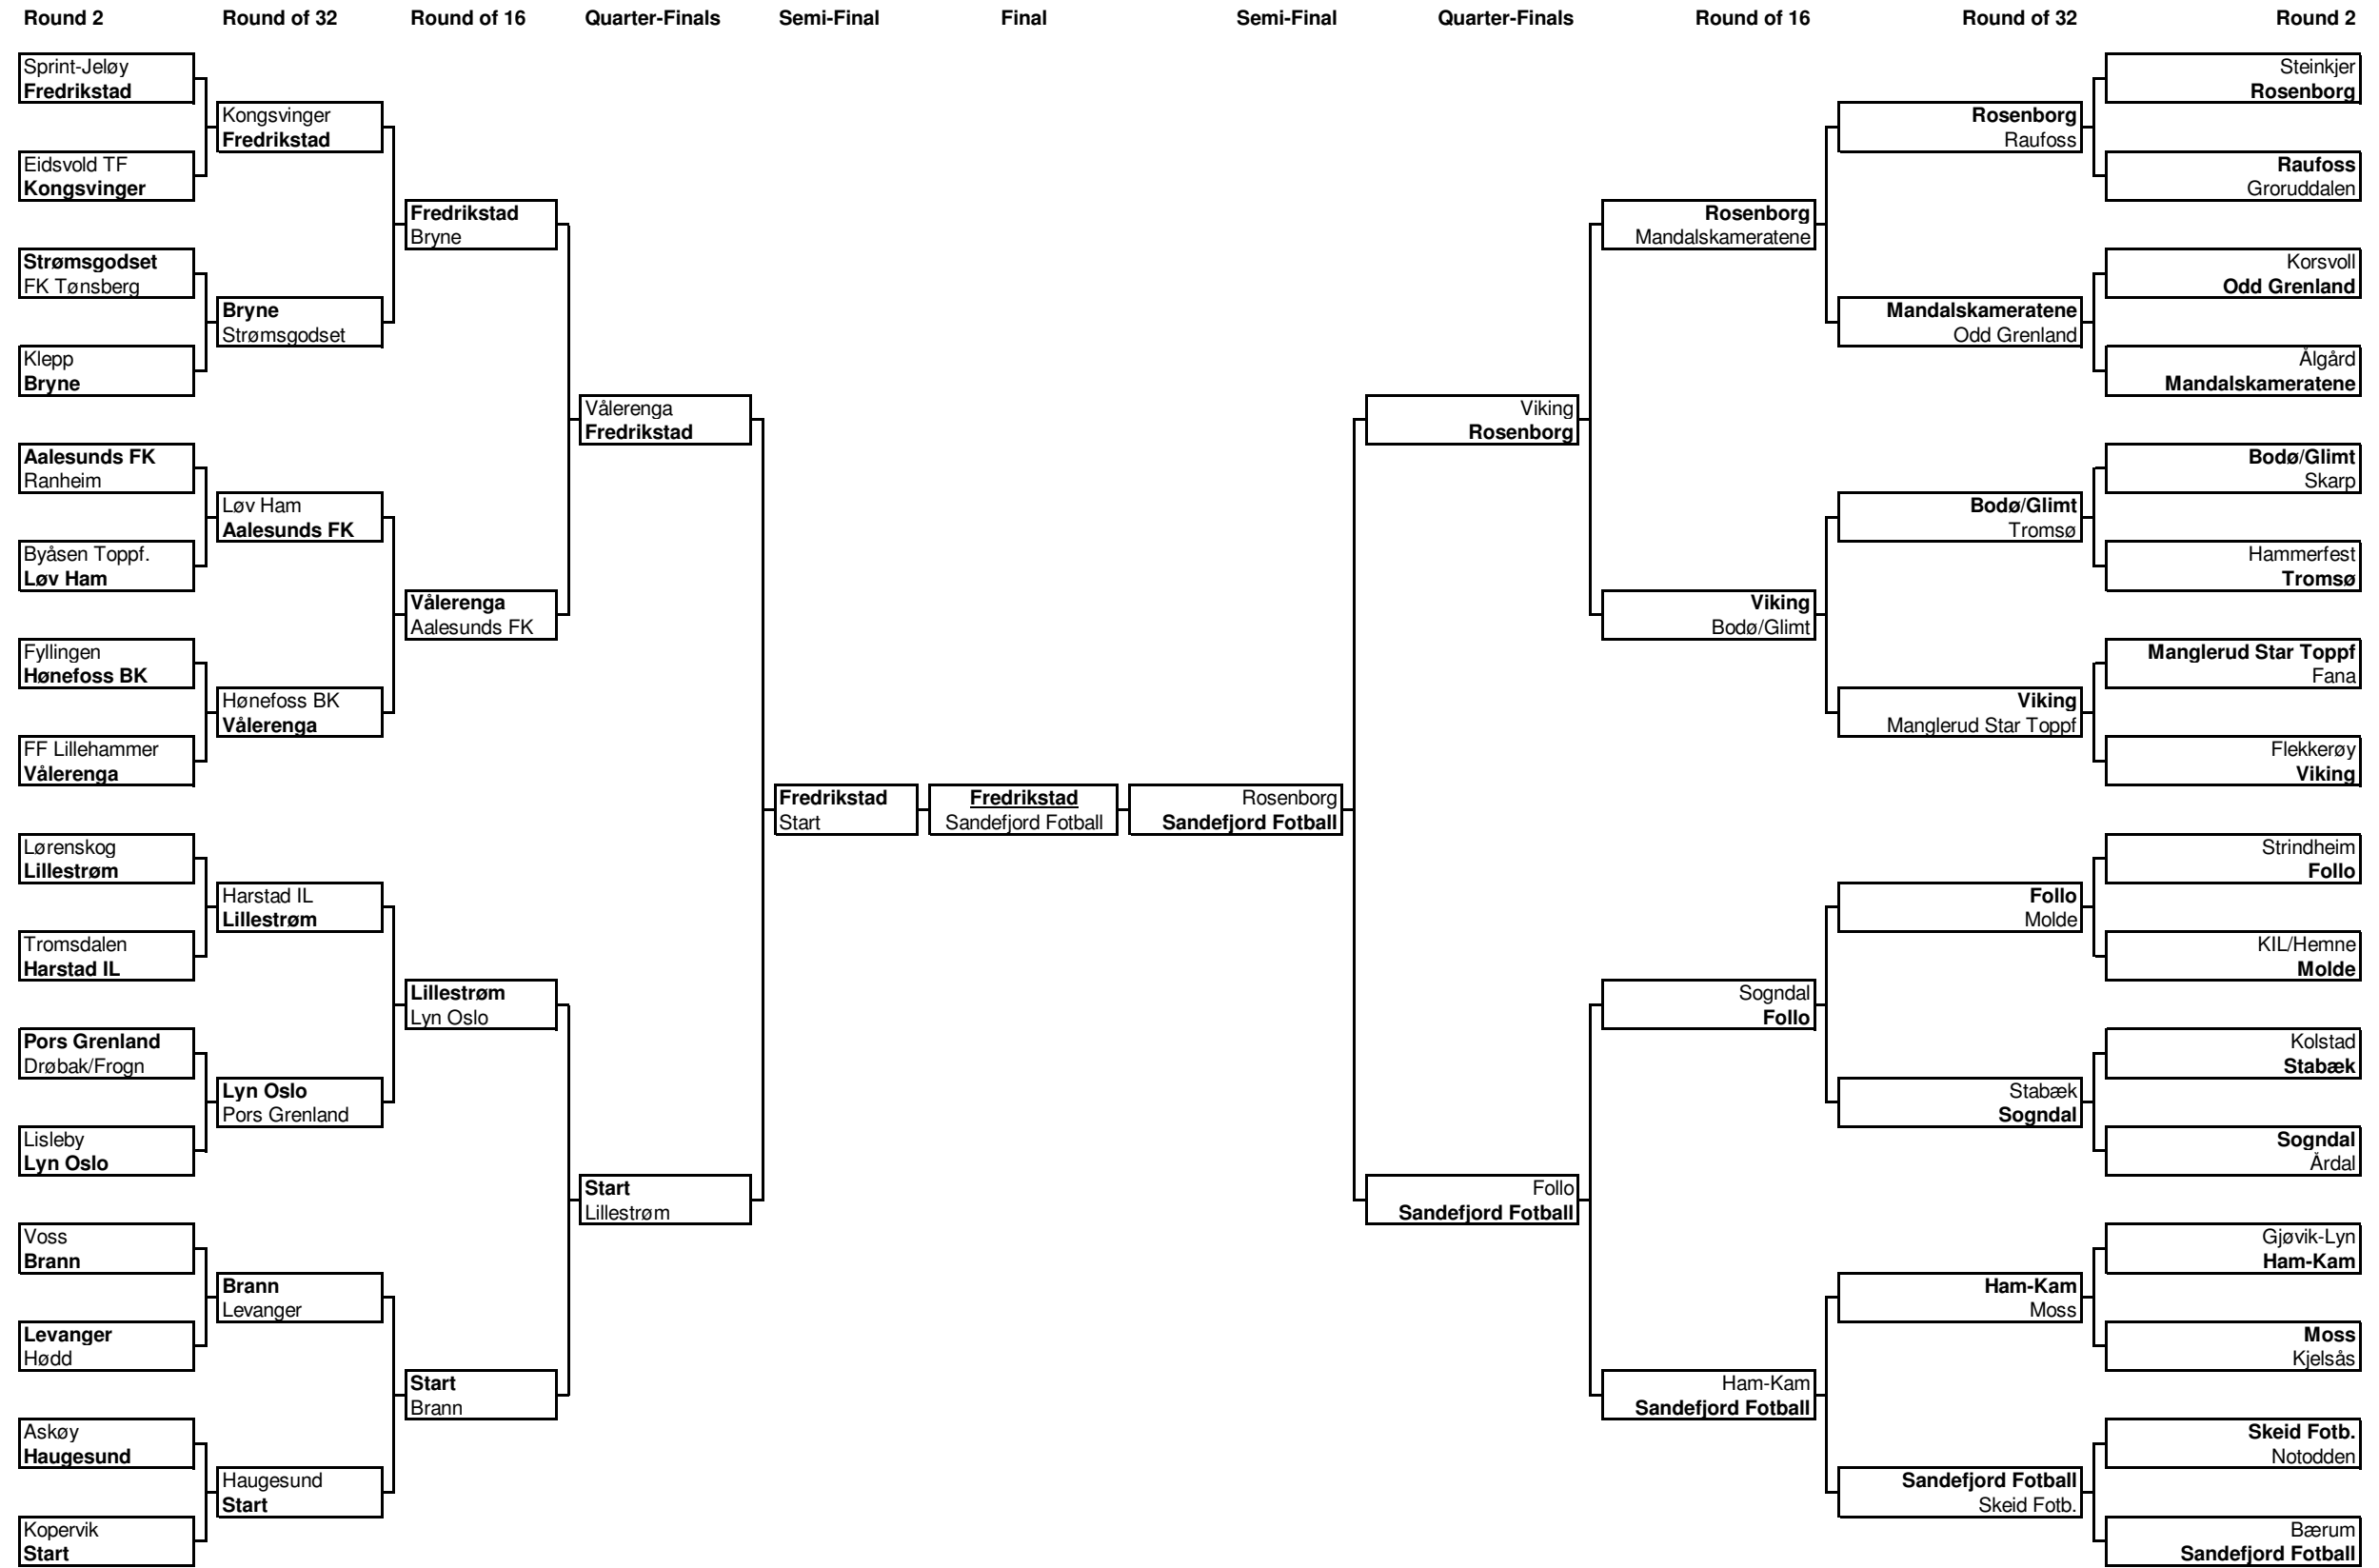 Round 2
Round of 32
Round of 16
Quarter-Finals
Semi-Final
Final
Semi-Final
Quarter-Finals
Round of 16
Round of 32
Round 2
Sprint-Jeløy
Fredrikstad
Eidsvold TF
Kongsvinger
Strømsgodset
FK Tønsberg
Klepp
Bryne
Aalesunds FK
Ranheim
Byåsen Toppf.
Løv Ham
Fyllingen
Hønefoss BK
FF Lillehammer
Vålerenga
Lørenskog
Lillestrøm
Tromsdalen
Harstad IL
Pors Grenland
Drøbak/Frogn
Lisleby
Lyn Oslo
Voss
Brann
Levanger
Hødd
Askøy
Haugesund
Kopervik
Start
Kongsvinger
Fredrikstad
Bryne
Strømsgodset
Løv Ham
Aalesunds FK
Hønefoss BK
Vålerenga
Harstad IL
Lillestrøm
Lyn Oslo
Pors Grenland
Brann
Levanger
Haugesund
Start
Fredrikstad
Bryne
Vålerenga
Aalesunds FK
Lillestrøm
Lyn Oslo
Start
Brann
Vålerenga
Fredrikstad
Start
Lillestrøm
Fredrikstad
Start
Fredrikstad
Sandefjord Fotball
Rosenborg
Sandefjord Fotball
Viking
Rosenborg
Follo
Sandefjord Fotball
Rosenborg
Mandalskameratene
Viking
Bodø/Glimt
Sogndal
Follo
Ham-Kam
Sandefjord Fotball
Rosenborg
Raufoss
Mandalskameratene
Odd Grenland
Bodø/Glimt
Tromsø
Viking
Manglerud Star Toppf
Follo
Molde
Stabæk
Sogndal
Ham-Kam
Moss
Sandefjord Fotball
Skeid Fotb.
Steinkjer
Rosenborg
Raufoss
Groruddalen
Korsvoll
Odd Grenland
Ålgård
Mandalskameratene
Bodø/Glimt
Skarp
Hammerfest
Tromsø
Manglerud Star Toppf
Fana
Flekkerøy
Viking
Strindheim
Follo
KIL/Hemne
Molde
Kolstad
Stabæk
Sogndal
Årdal
Gjøvik-Lyn
Ham-Kam
Moss
Kjelsås
Skeid Fotb.
Notodden
Bærum
Sandefjord Fotball